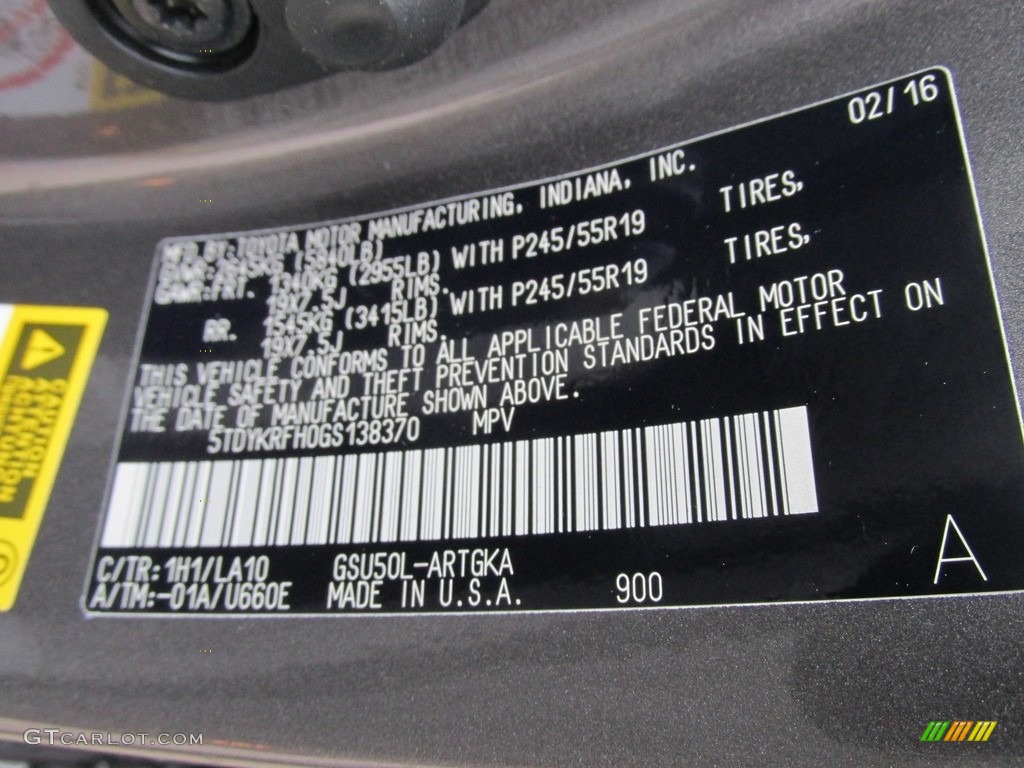 02/16
MFD.BY:TOYOTA MOTOR MANUFACTURING, INDIANA, INC.
GVWR:2645KG (5840LB)
GAWR:FRT. 1340KG (2955LB) WITH P245/55R19 TIRES,
19X7.5J RIMS.
RR. 1545KG (3415LB) WITH P245/55R19 TIRES,
19X7.5J RIMS.
THIS VEHICLE CONFORMS TO ALL APPLICABLE FEDERAL MOTOR
VEHICLE SAFETY AND THEFT PREVENTION STANDARDS IN EFFECT ON
THE DATE OF MANUFACTURE SHOWN ABOVE.
5TDYKRFH0GS138370 MPV
C/TR:1H1/LA10 GSU50L-ARTGKA
A/TM:-01A/U660E MADE IN U.S.A. 900
A
CAUTION
ATTENTION
GTCARLOT.COM